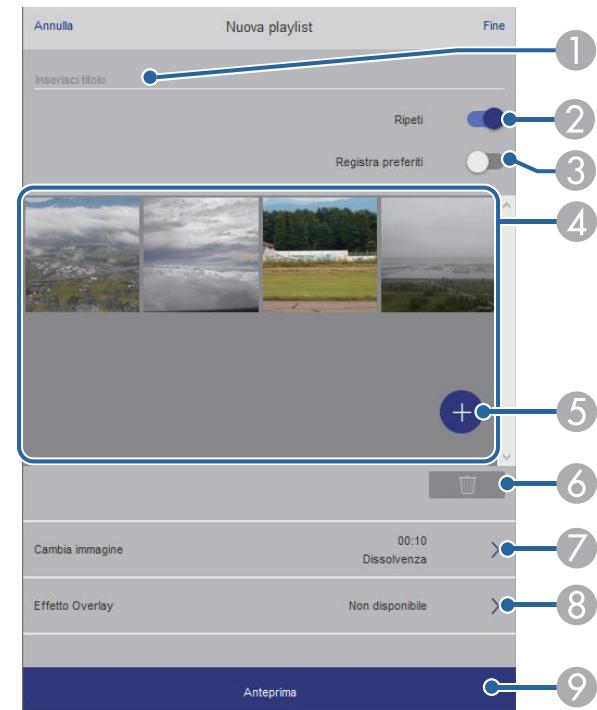 Annulla Nuova playlist Fine
1
Inserisci titolo
Ripeti 2
Registra preferiti 3
4
5
6
00:10
Cambia immagine 7
Dissolvenza
Effetto Overlay Non disponibile 8
Anteprima 9